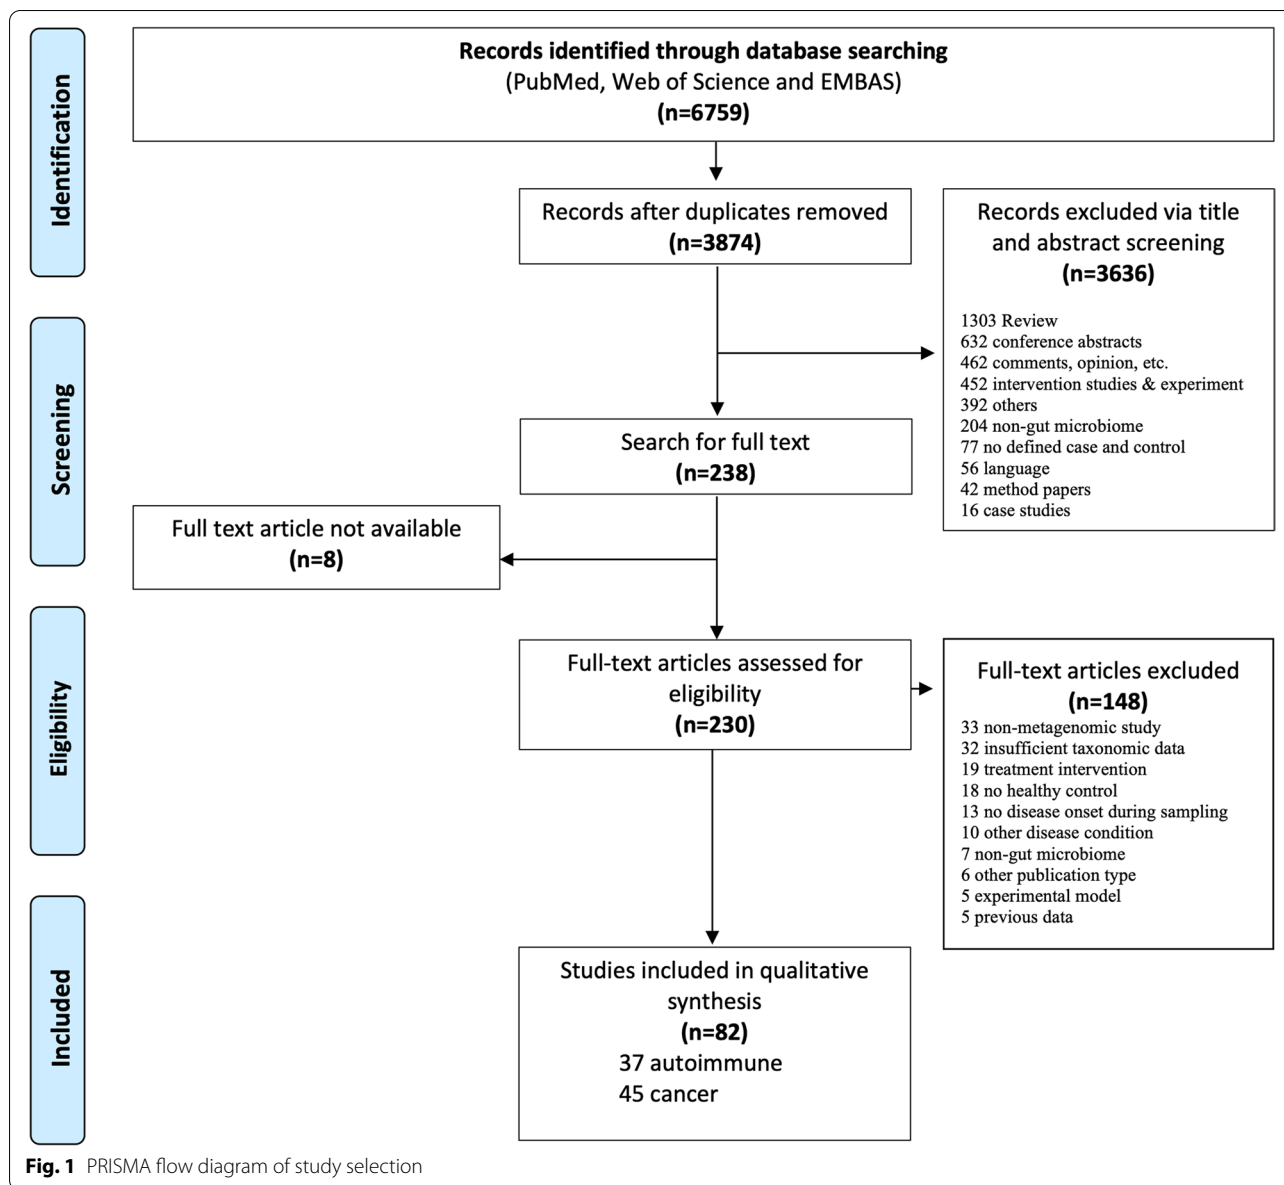 Identification
Records identified through database searching
(PubMed, Web of Science and EMBAS)
(n=6759)
Records after duplicates removed
(n=3874)
Records excluded via title
and abstract screening
(n=3636)
1303 Review
632 conference abstracts
462 comments, opinion, etc.
452 intervention studies & experiment
392 others
204 non-gut microbiome
77 no defined case and control
56 language
42 method papers
16 case studies
Screening
Search for full text
(n=238)
Full text article not available
(n=8)
Eligibility
Full-text articles assessed for
eligibility
(n=230)
Full-text articles excluded
(n=148)
33 non-metagenomic study
32 insufficient taxonomic data
19 treatment intervention
18 no healthy control
13 no disease onset during sampling
10 other disease condition
7 non-gut microbiome
6 other publication type
5 experimental model
5 previous data
Included
Studies included in qualitative
synthesis
(n=82)
37 autoimmune
45 cancer
Fig. 1 PRISMA flow diagram of study selection